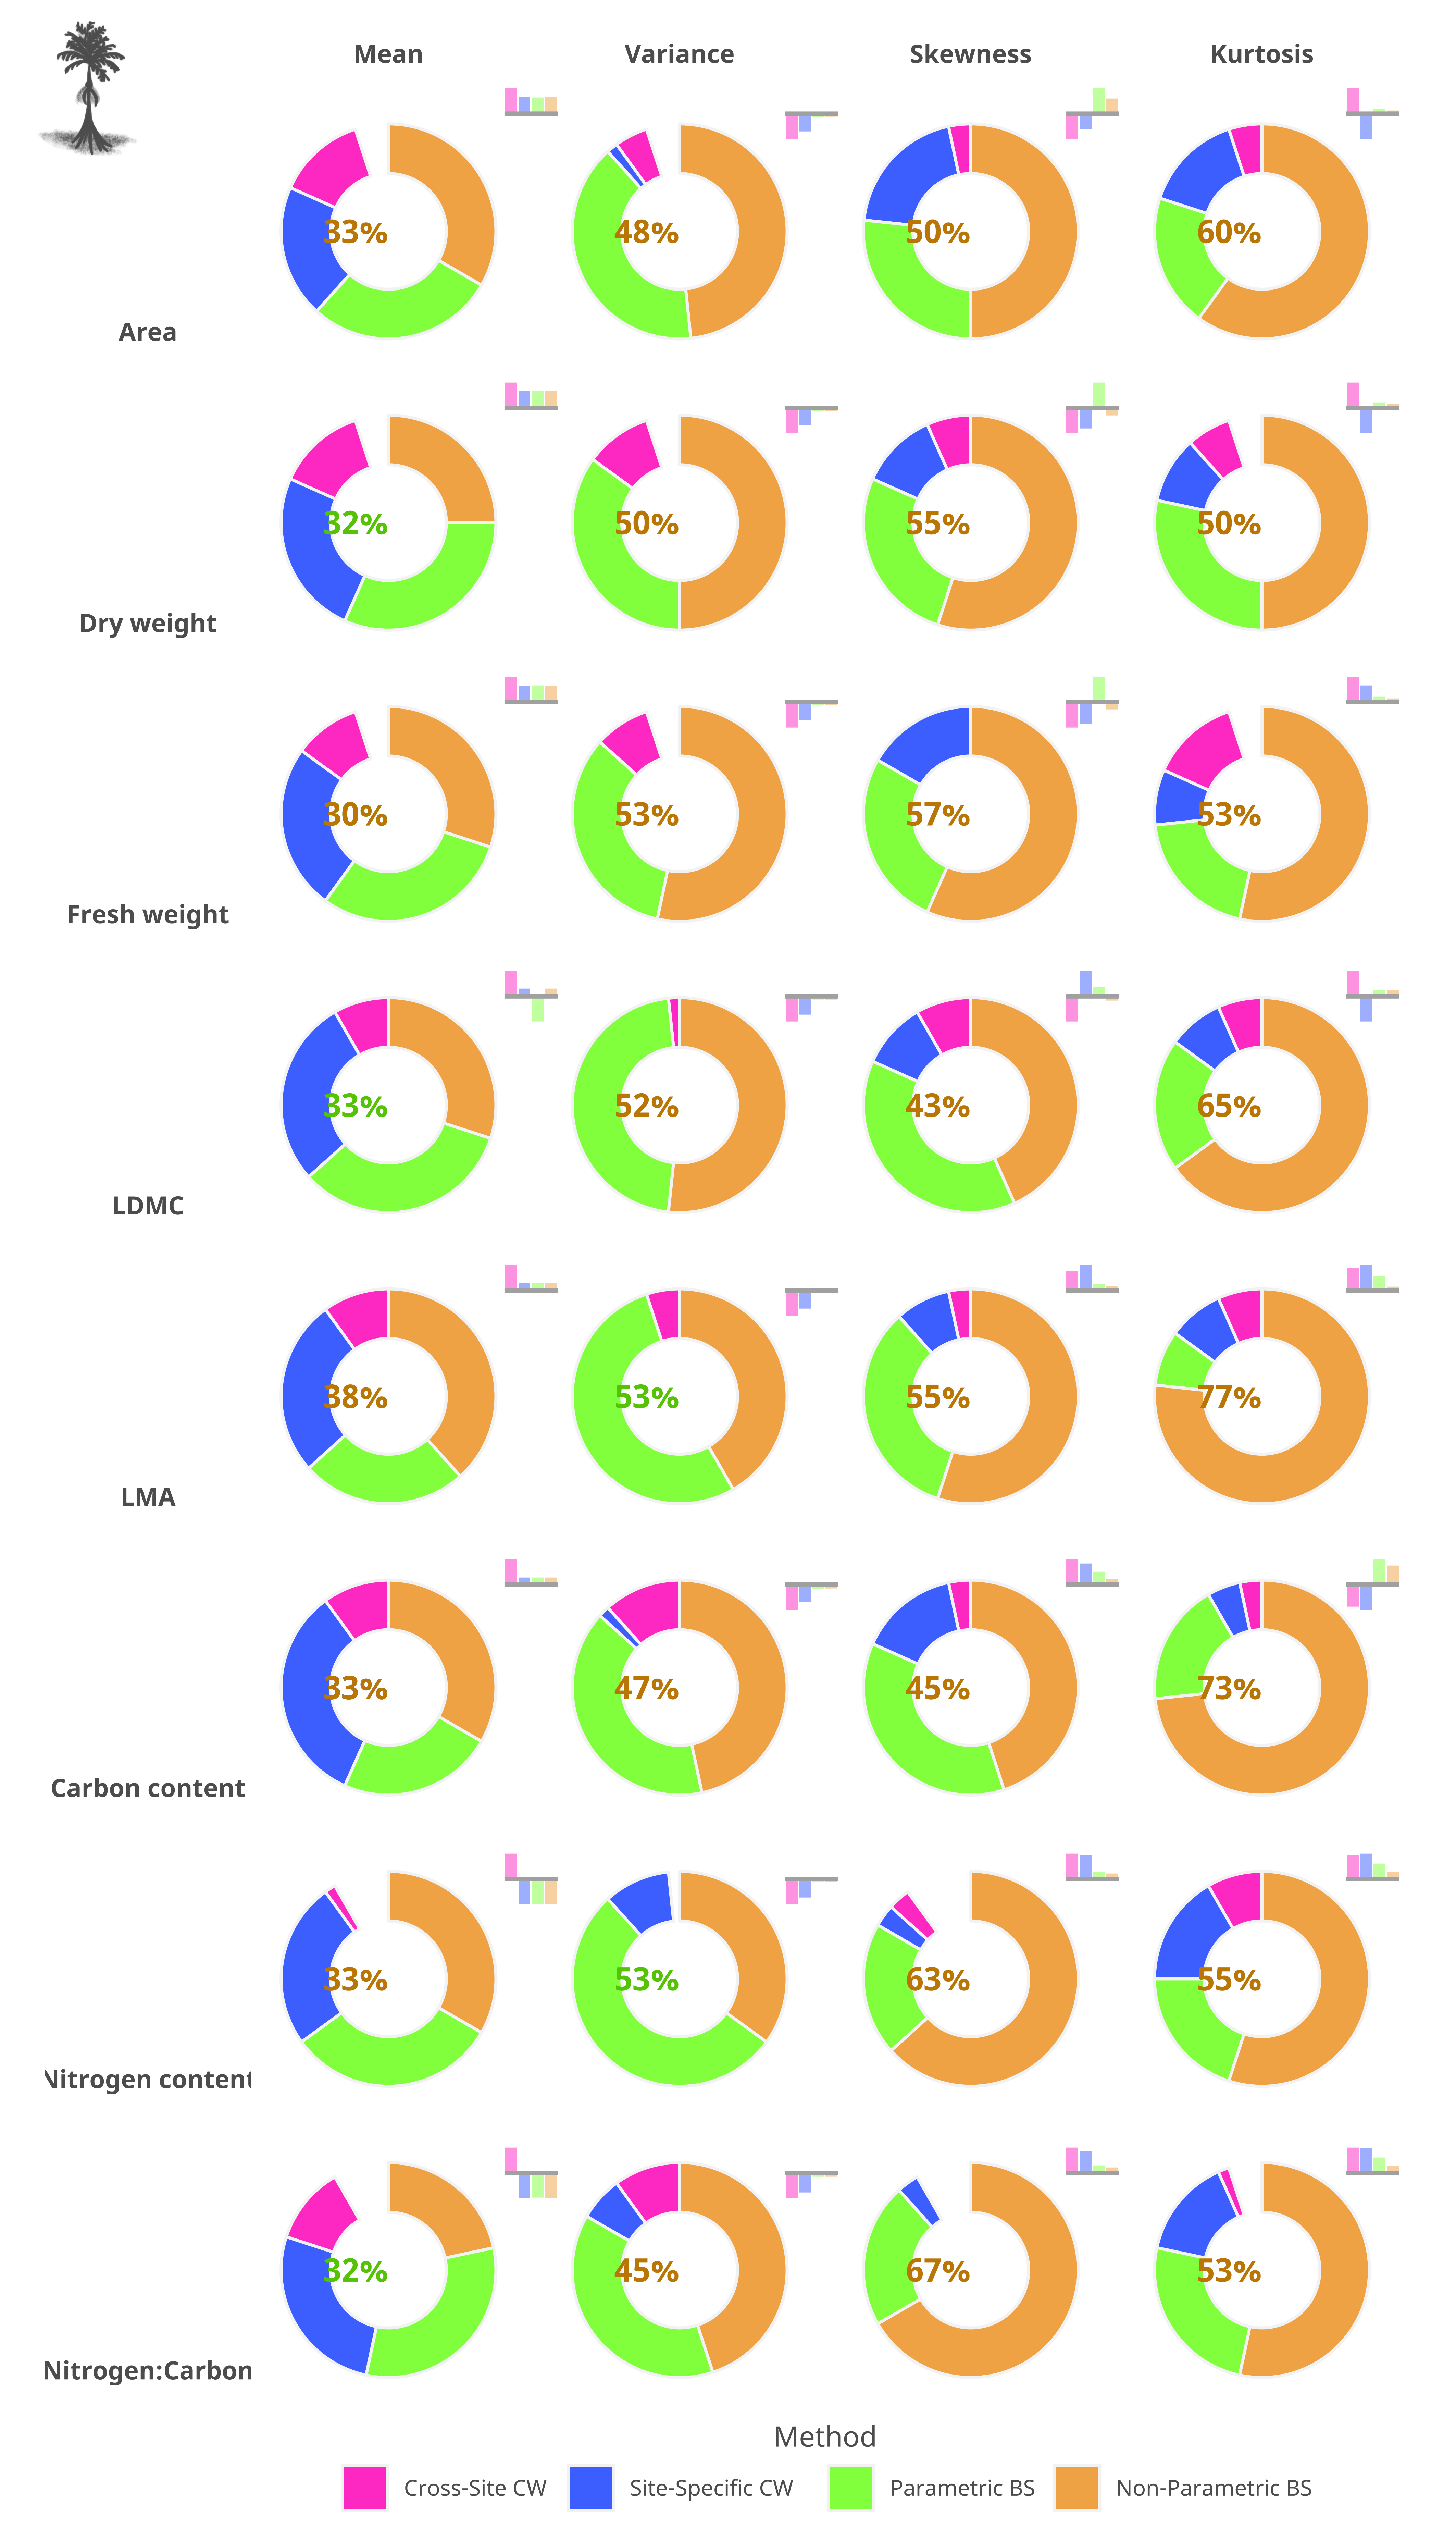 Mean Variance Skewness Kurtosis
33% 48% 50% 60%
Area
32% 50% 55% 50%
Dry weight
30% 53% 57% 53%
Fresh weight
33% 52% 43% 65%
LDMC
38% 53% 55% 77%
LMA
33% 47% 45% 73%
Carbon content
33% 53% 63% 55%
Nitrogen content
32% 45% 67% 53%
Nitrogen:Carbon
Method
Cross-Site CW Site-Specific CW Parametric BS Non-Parametric BS